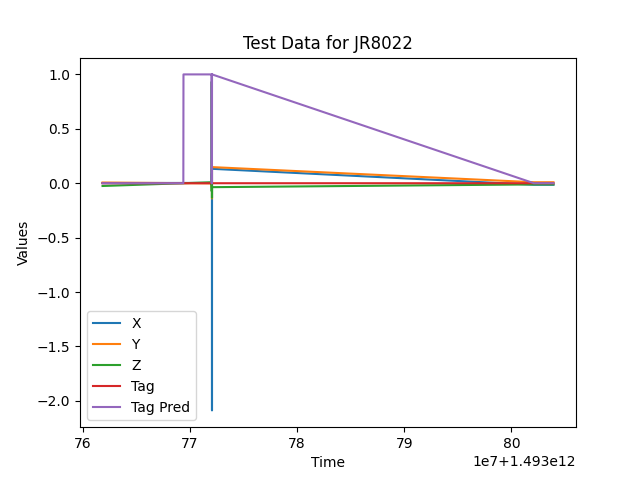 Test Data for JR8022
1.0
0.5
0.0
−0.5
−1.0
−1.5
−2.0
Values
X
Y
Z
Tag
Tag Pred
76 77 78 79 80
Time
1e7+1.493e12